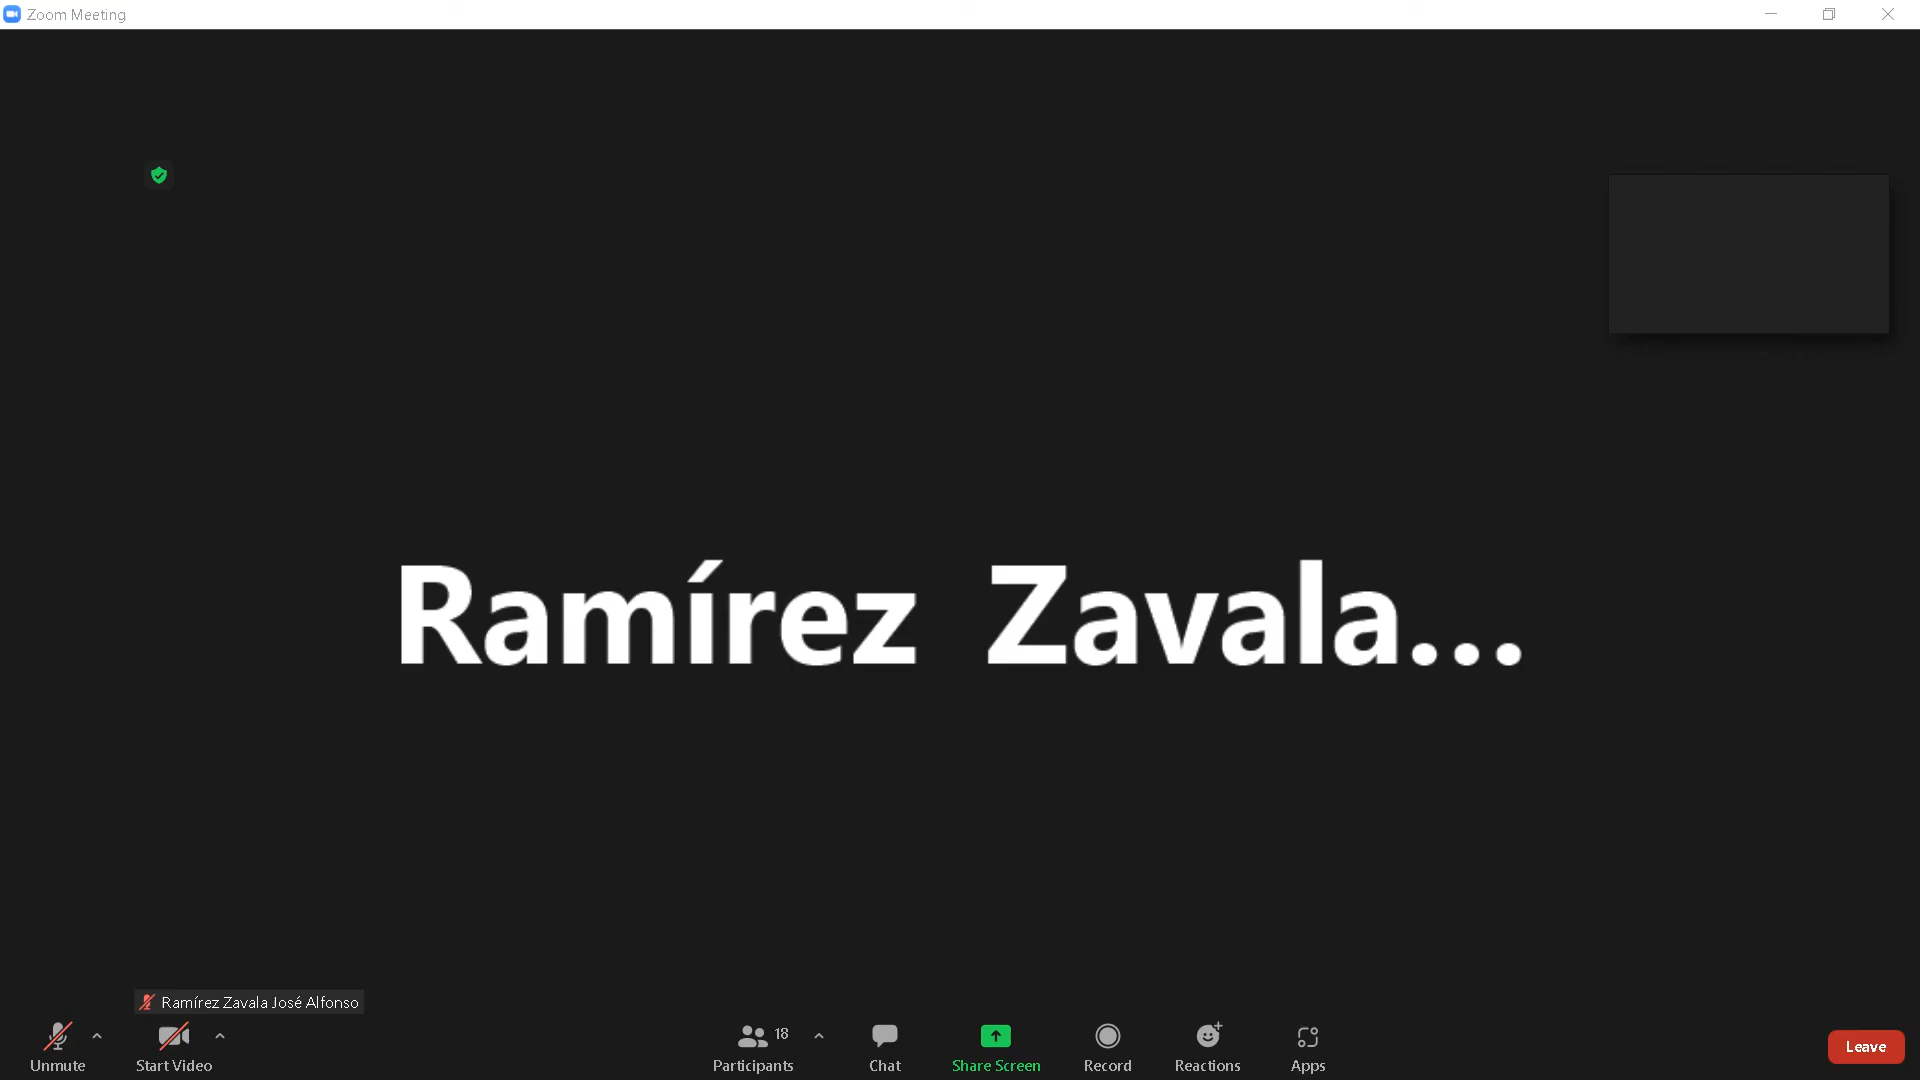 Zoom Meeting
Ramírez Zavala...
Ramírez Zavala José Alfonso
18
Unmute Start Video Participants Chat Share Screen Record Reactions Apps Leave